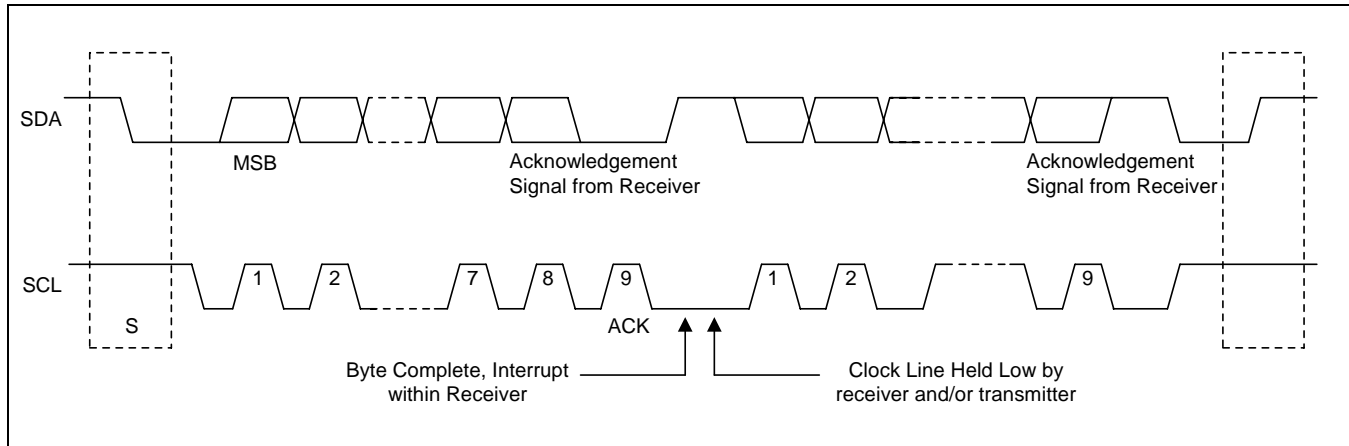 SDA
MSB
Acknowledgement
Signal from Receiver
Acknowledgement
Signal from Receiver
SCL
1
2
7
8
9
1
2
9
S
ACK
Byte Complete, Interrupt
within Receiver
Clock Line Held Low by
receiver and/or transmitter